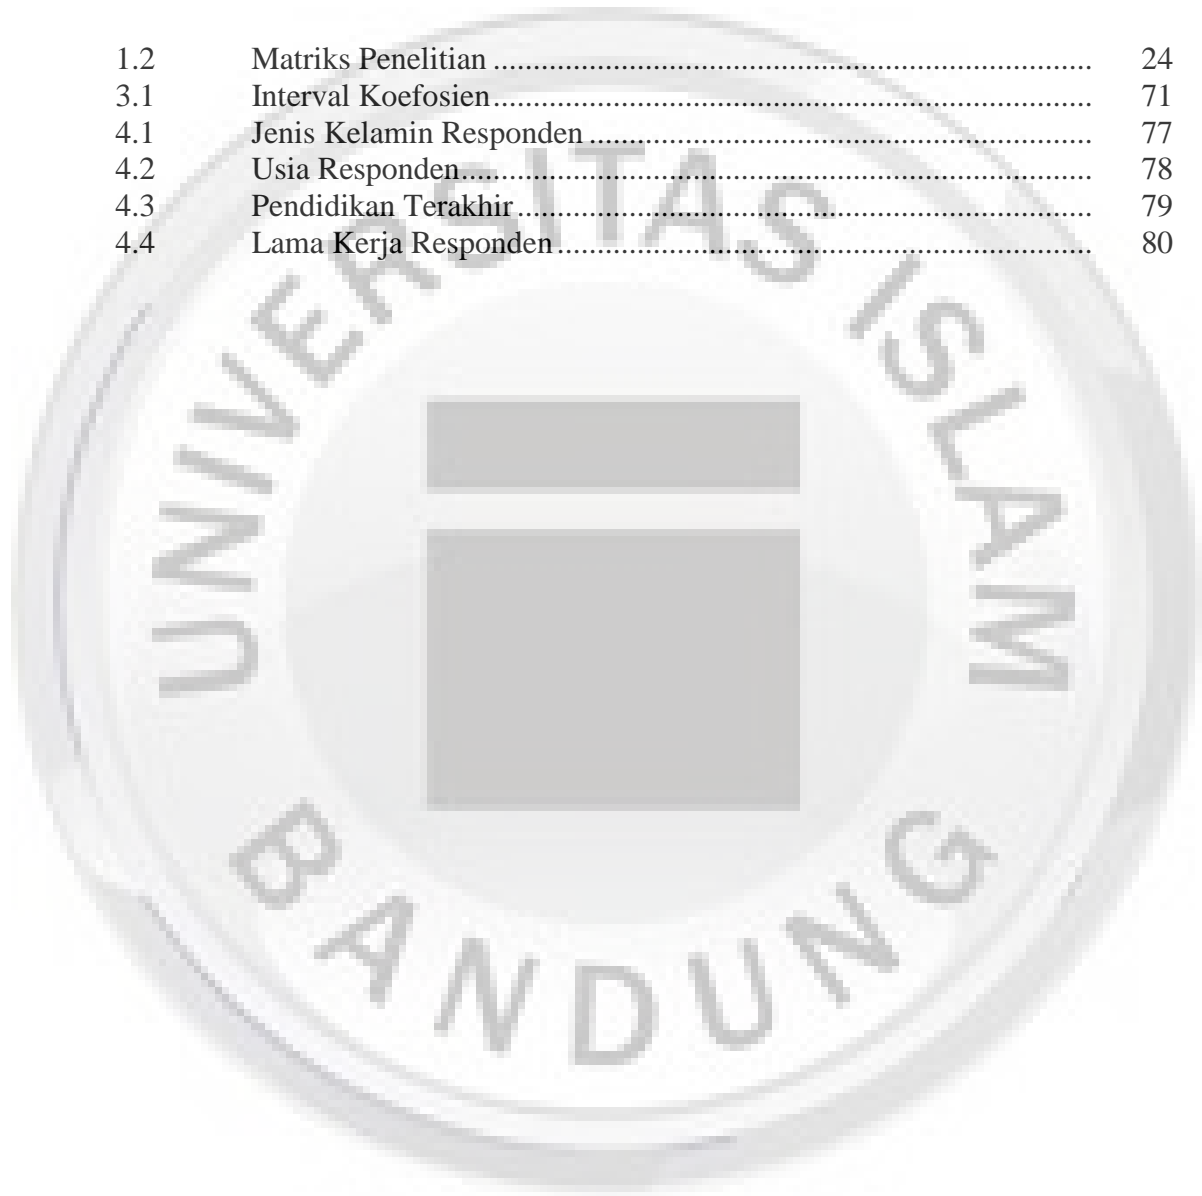 1.2 Matriks Penelitian ........................................................................... 24
3.1 Interval Koefosien........................................................................... 71
4.1 Jenis Kelamin Responden ............................................................... 77
4.2 Usia Responden............................................................................... 78
4.3 Pendidikan Terakhir ........................................................................ 79
4.4 Lama Kerja Responden ................................................................... 80
UNIVERSITAS ISLAM
BANDUNG